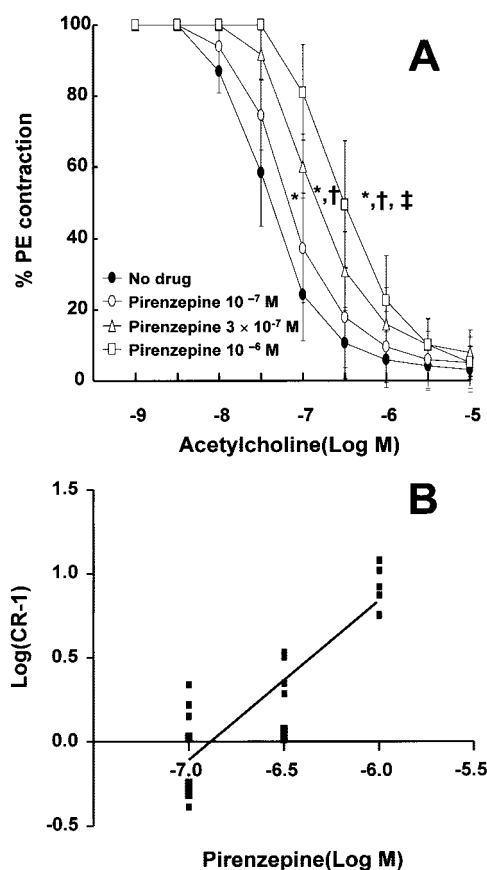 A
100
80
60
40
20
0
% PE contraction
*
*,†
*,†, ‡
No drug
Pirenzepine 10 ⁻⁷ M
Pirenzepine 3 × 10⁻⁷ M
Pirenzepine 10 ⁻⁶ M
-9 -8 -7 -6 -5
Acetylcholine(Log M)
B
1.5
1.0
0.5
0.0
-0.5
Log(CR-1)
-7.0 -6.5 -6.0 -5.5
Pirenzepine(Log M)